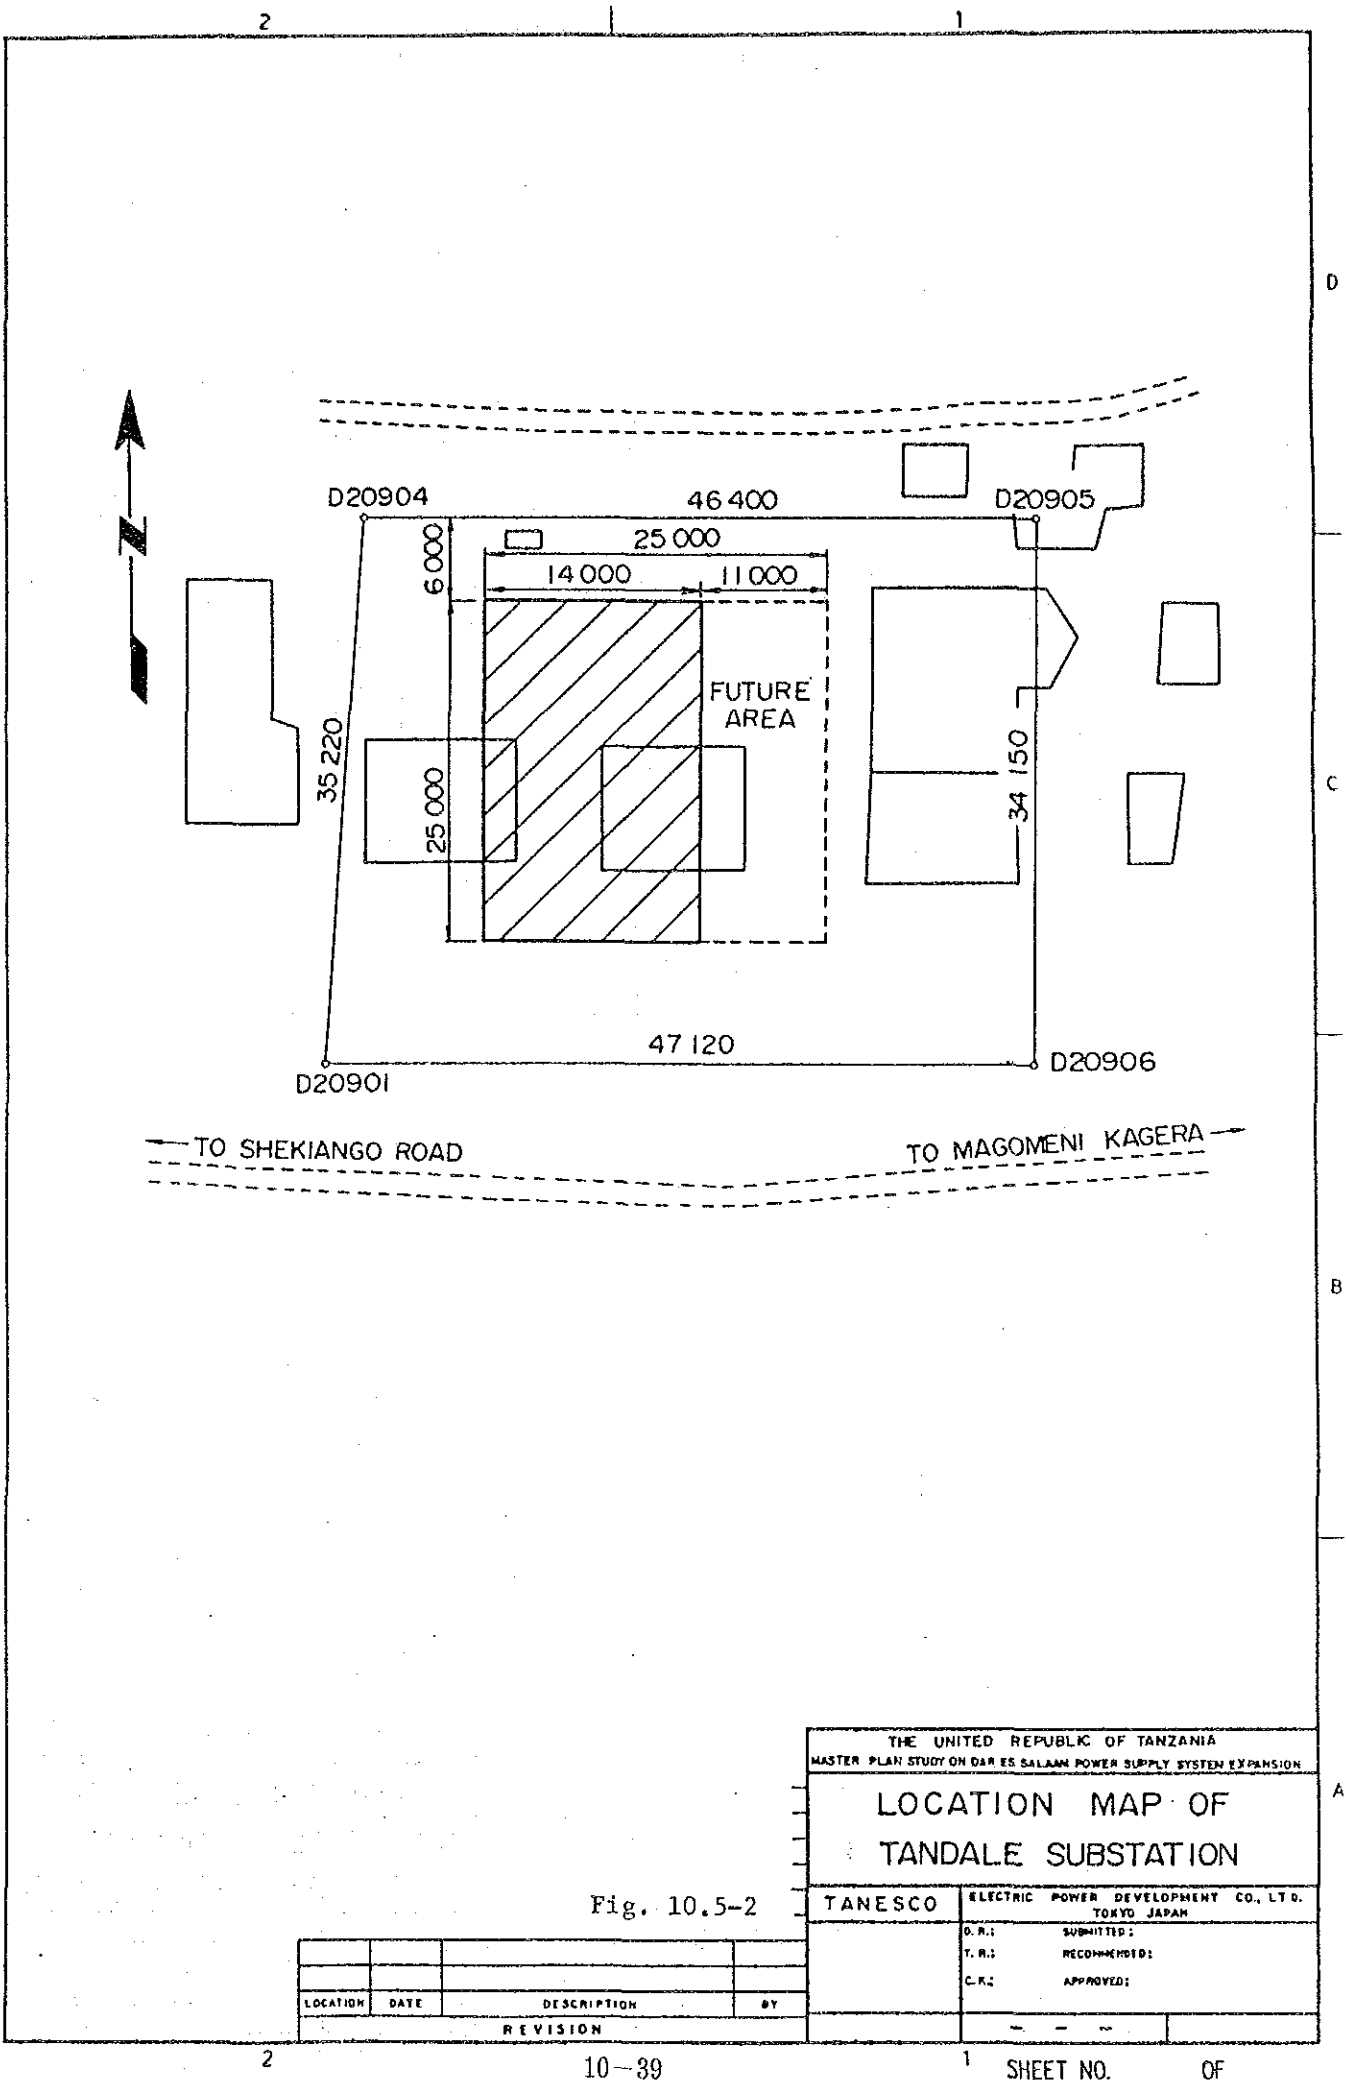 2 1
D
D20904 46 400 D20905
6 000
25 000
14 000 11 000
N
FUTURE
AREA
35 220
25 000
34 150
C
47 120
D20901
D20906
TO SHEKIANGO ROAD
TO MAGOMENI KAGERA
B
THE UNITED REPUBLIC OF TANZANIA
MASTER PLAN STUDY ON DAR ES SALAAM POWER SUPPLY SYSTEM EXPANSION
A
LOCATION MAP OF
TANDALE SUBSTATION
Fig. 10.5-2
TANESCO
ELECTRIC POWER DEVELOPMENT CO., LTD.
TOKYO JAPAN
D.R.; SUBMITTED;
T.R.; RECOMMENDED;
C.R.; APPROVED;
LOCATION DATE DESCRIPTION BY
REVISION
2 1
10-39
SHEET NO. OF